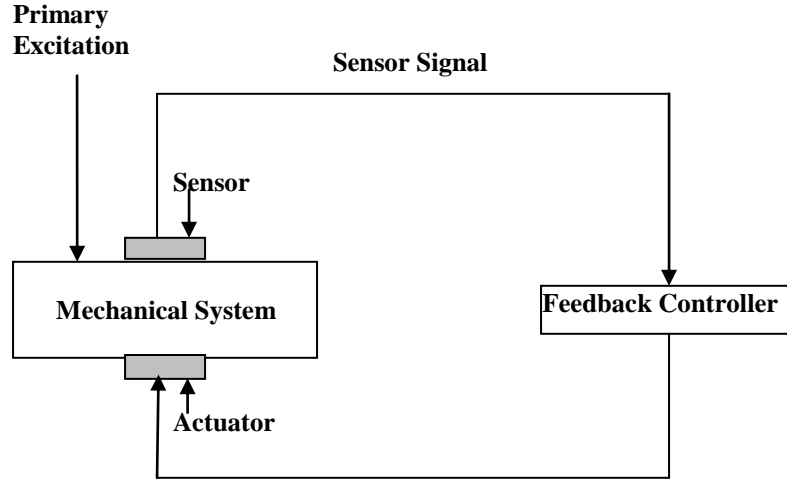 Primary
Excitation
Sensor Signal
Sensor
Mechanical System
Feedback Controller
Actuator